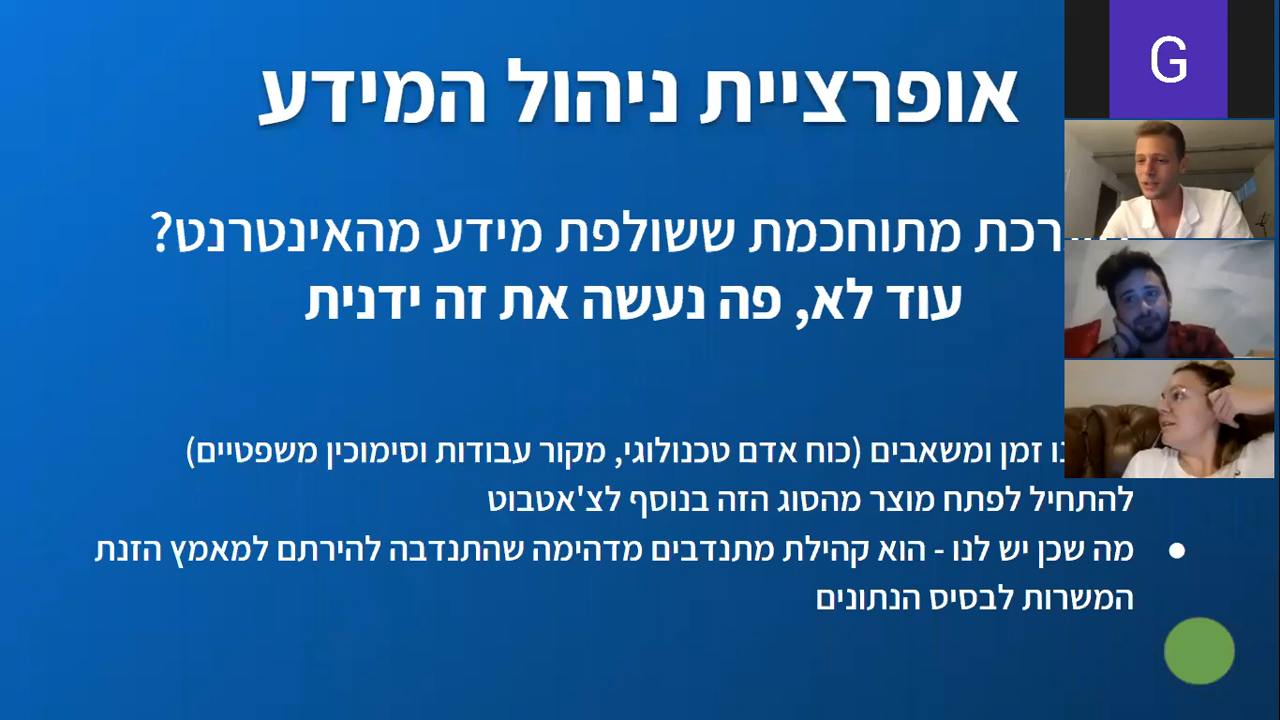 אופרציית ניהול המידע
G
מתוחכמת ששולפת מידע מהאינטרנט?
עוד לא, פה נעשה את זה ידנית
זמן ומשאבים (כוח אדם טכנולוגי, מקור עבודות וסימוכין משפטיים)
להתחיל לפתח מוצר מהסוג הזה בנוסף לצ'אטבוט
● מה שכן יש לנו - הוא קהילת מתנדבים מדהימה שהתנדבה להירתם למאמץ הזנת
המשרות לבסיס הנתונים